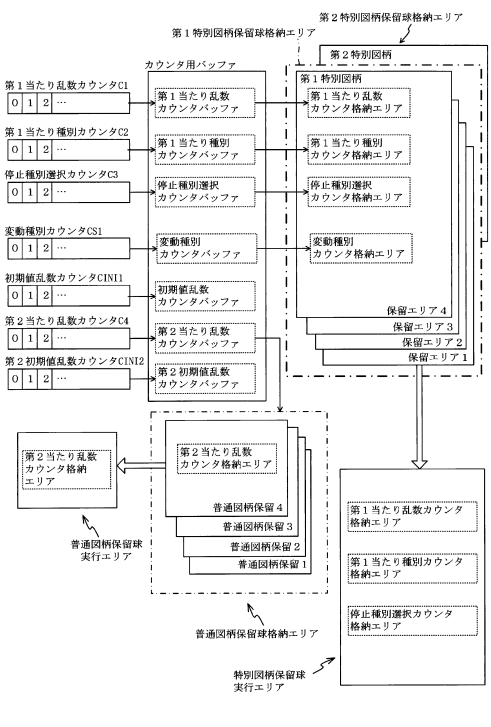 第2特別図柄保留球格納エリア
第1特別図柄保留球格納エリア
第2特別図柄
カウンタ用バッファ
第1特別図柄
第1当たり乱数カウンタC1
0 1 2 …
第1当たり乱数
カウンタバッファ
第1当たり乱数
カウンタ格納エリア
第1当たり種別カウンタC2
0 1 2 …
第1当たり種別
カウンタバッファ
第1当たり種別
カウンタ格納エリア
停止種別選択カウンタC3
0 1 2 …
停止種別選択
カウンタバッファ
停止種別選択
カウンタ格納エリア
変動種別カウンタCS1
0 1 2 …
変動種別
カウンタバッファ
変動種別
カウンタ格納エリア
初期値乱数カウンタCINI1
0 1 2 …
初期値乱数
カウンタバッファ
第2当たり乱数カウンタC4
0 1 2 …
第2当たり乱数
カウンタバッファ
第2初期値乱数カウンタCINI2
0 1 2 …
第2初期値乱数
カウンタバッファ
保留エリア4
保留エリア3
保留エリア2
保留エリア1
第2当たり乱数
カウンタ格納
エリア
普通図柄保留球
実行エリア
第2当たり乱数
カウンタ格納エリア
普通図柄保留4
普通図柄保留3
普通図柄保留2
普通図柄保留1
普通図柄保留球格納エリア
第1当たり乱数カウンタ
格納エリア
第1当たり種別カウンタ
格納エリア
停止種別選択カウンタ
格納エリア
特別図柄保留球
実行エリア